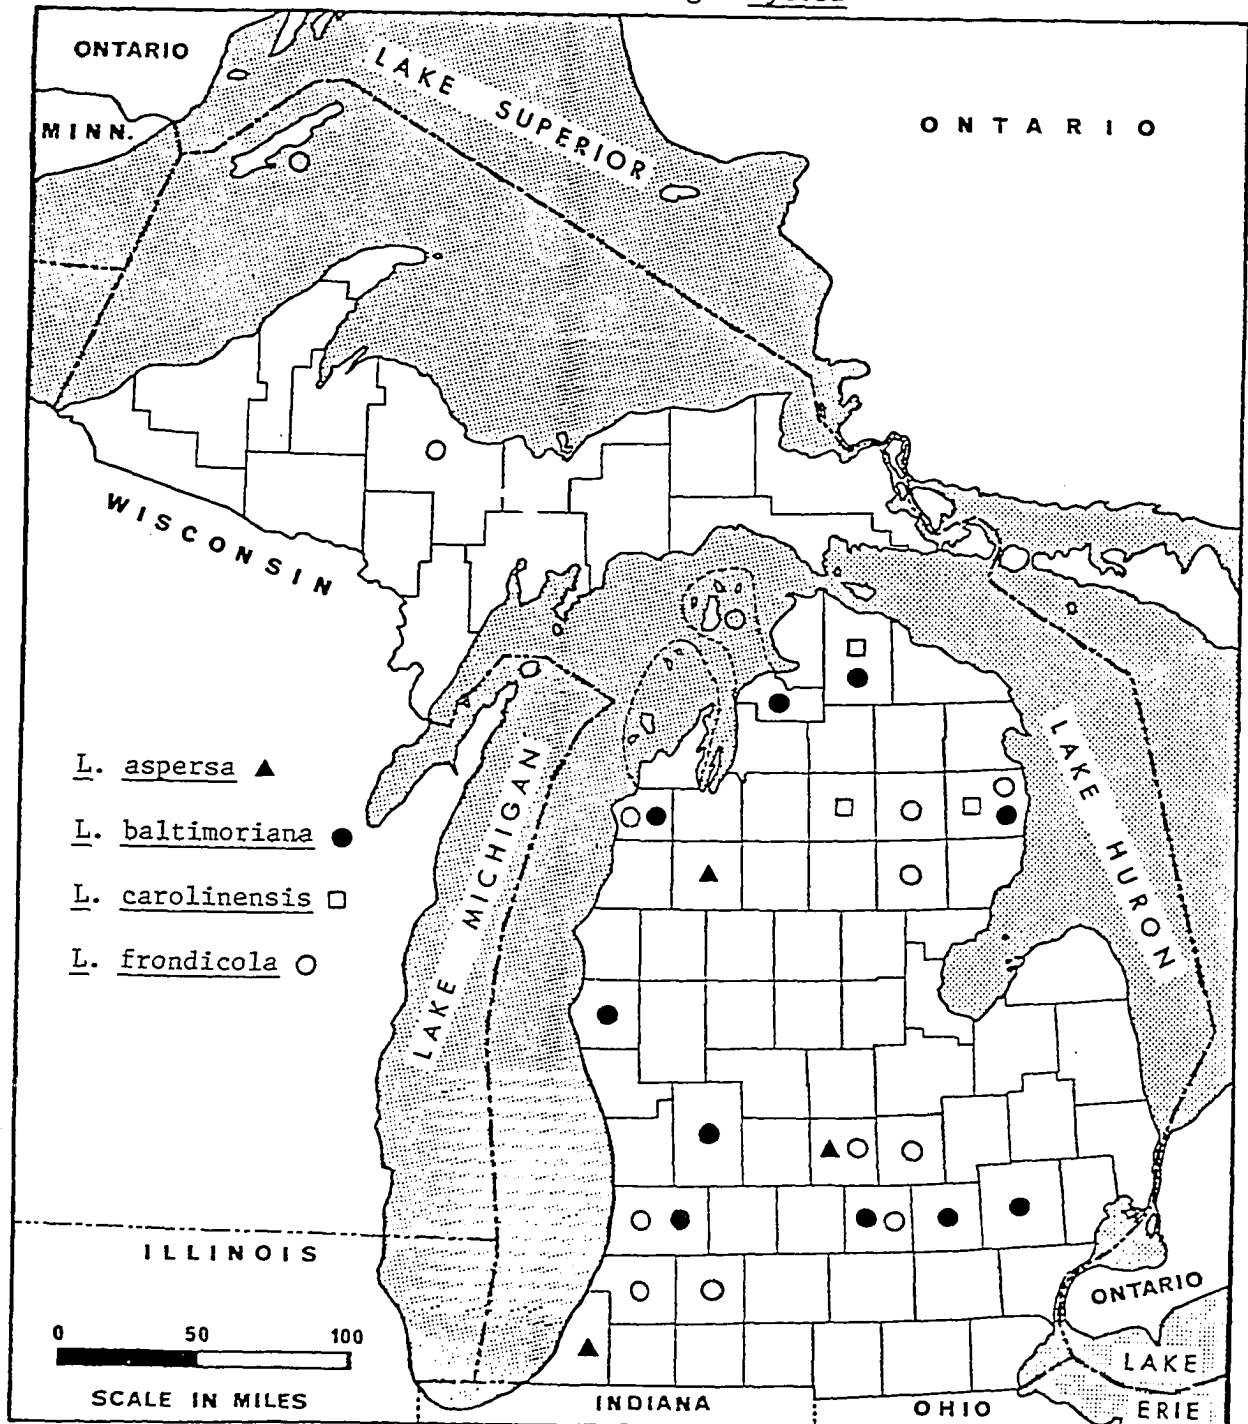 ONTARIO
MINN.
LAKE SUPERIOR
ONTARIO
WISCONSIN
L. aspersa ▲
L. baltimoriana ●
L. carolinensis □
L. frondicola ○
LAKE MICHIGAN
LAKE HURON
ILLINOIS
ONTARIO
LAKE
ERIE
0 50 100
SCALE IN MILES
INDIANA
OHIO